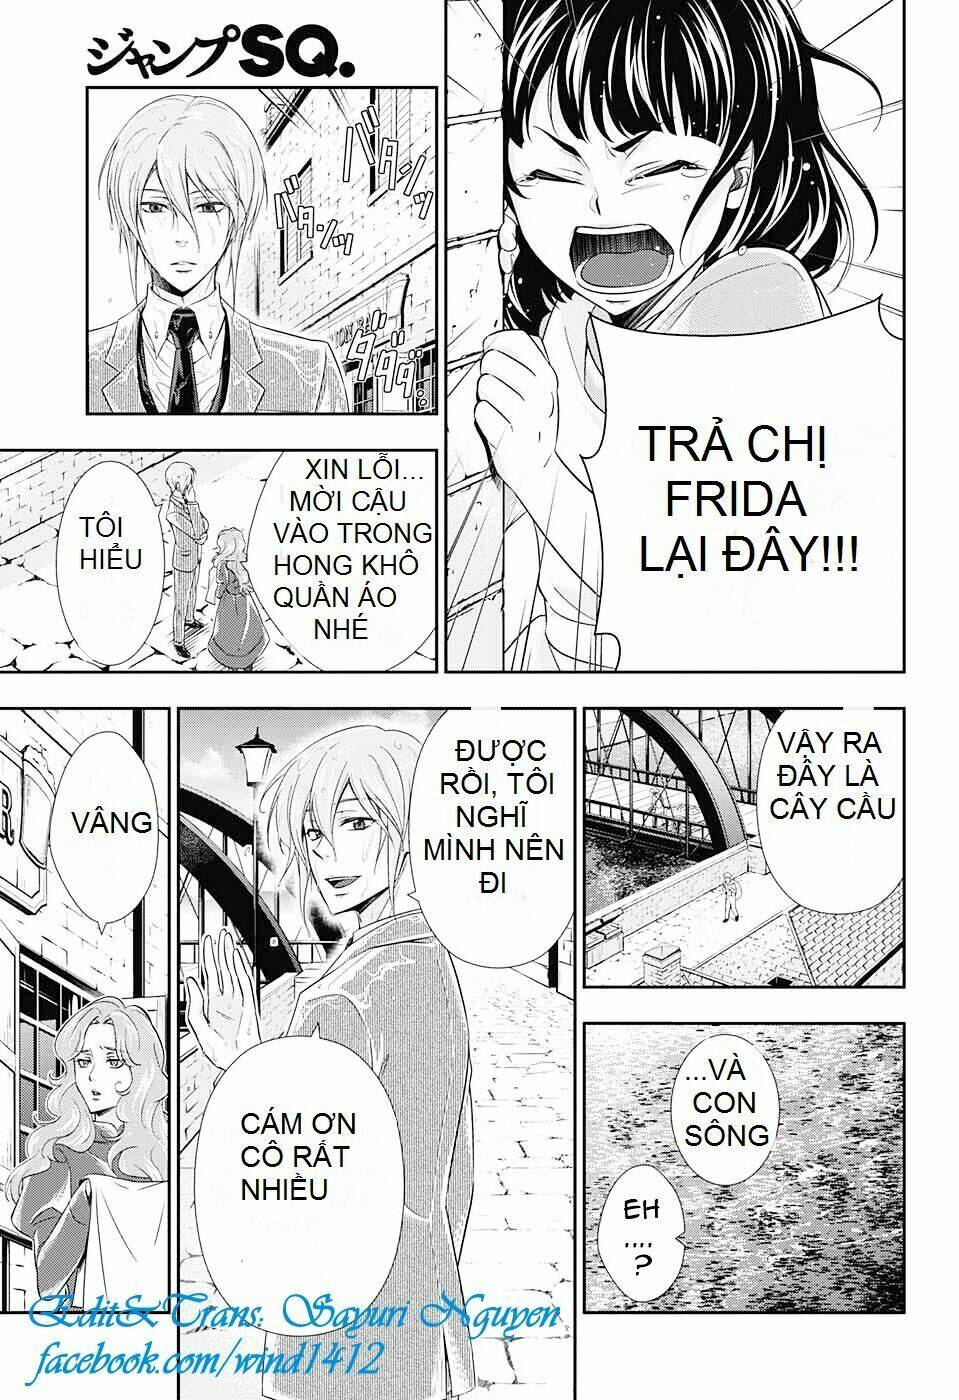 ジャンプSQ.
TRẢ CHỊ
FRIDA
LẠI ĐÂY!!!
バタンッ
バタンッ
ダダダ…
XIN LỖI...
MỜI CẬU
VÀO TRONG
HONG KHÔ
QUẦN ÁO
NHÉ
TÔI
HIỂU
VẬY RA
ĐÂY LÀ
CÂY CẦU
...VÀ
CON
SÔNG
EH
....
?
ĐƯỢC
RỒI, TÔI
NGHĨ
MÌNH NÊN
ĐI
CÁM ƠN
CÔ RẤT
NHIỀU
VÂNG
Edit&Trans: Sayuri Nguyen
facebook.com/wind1412